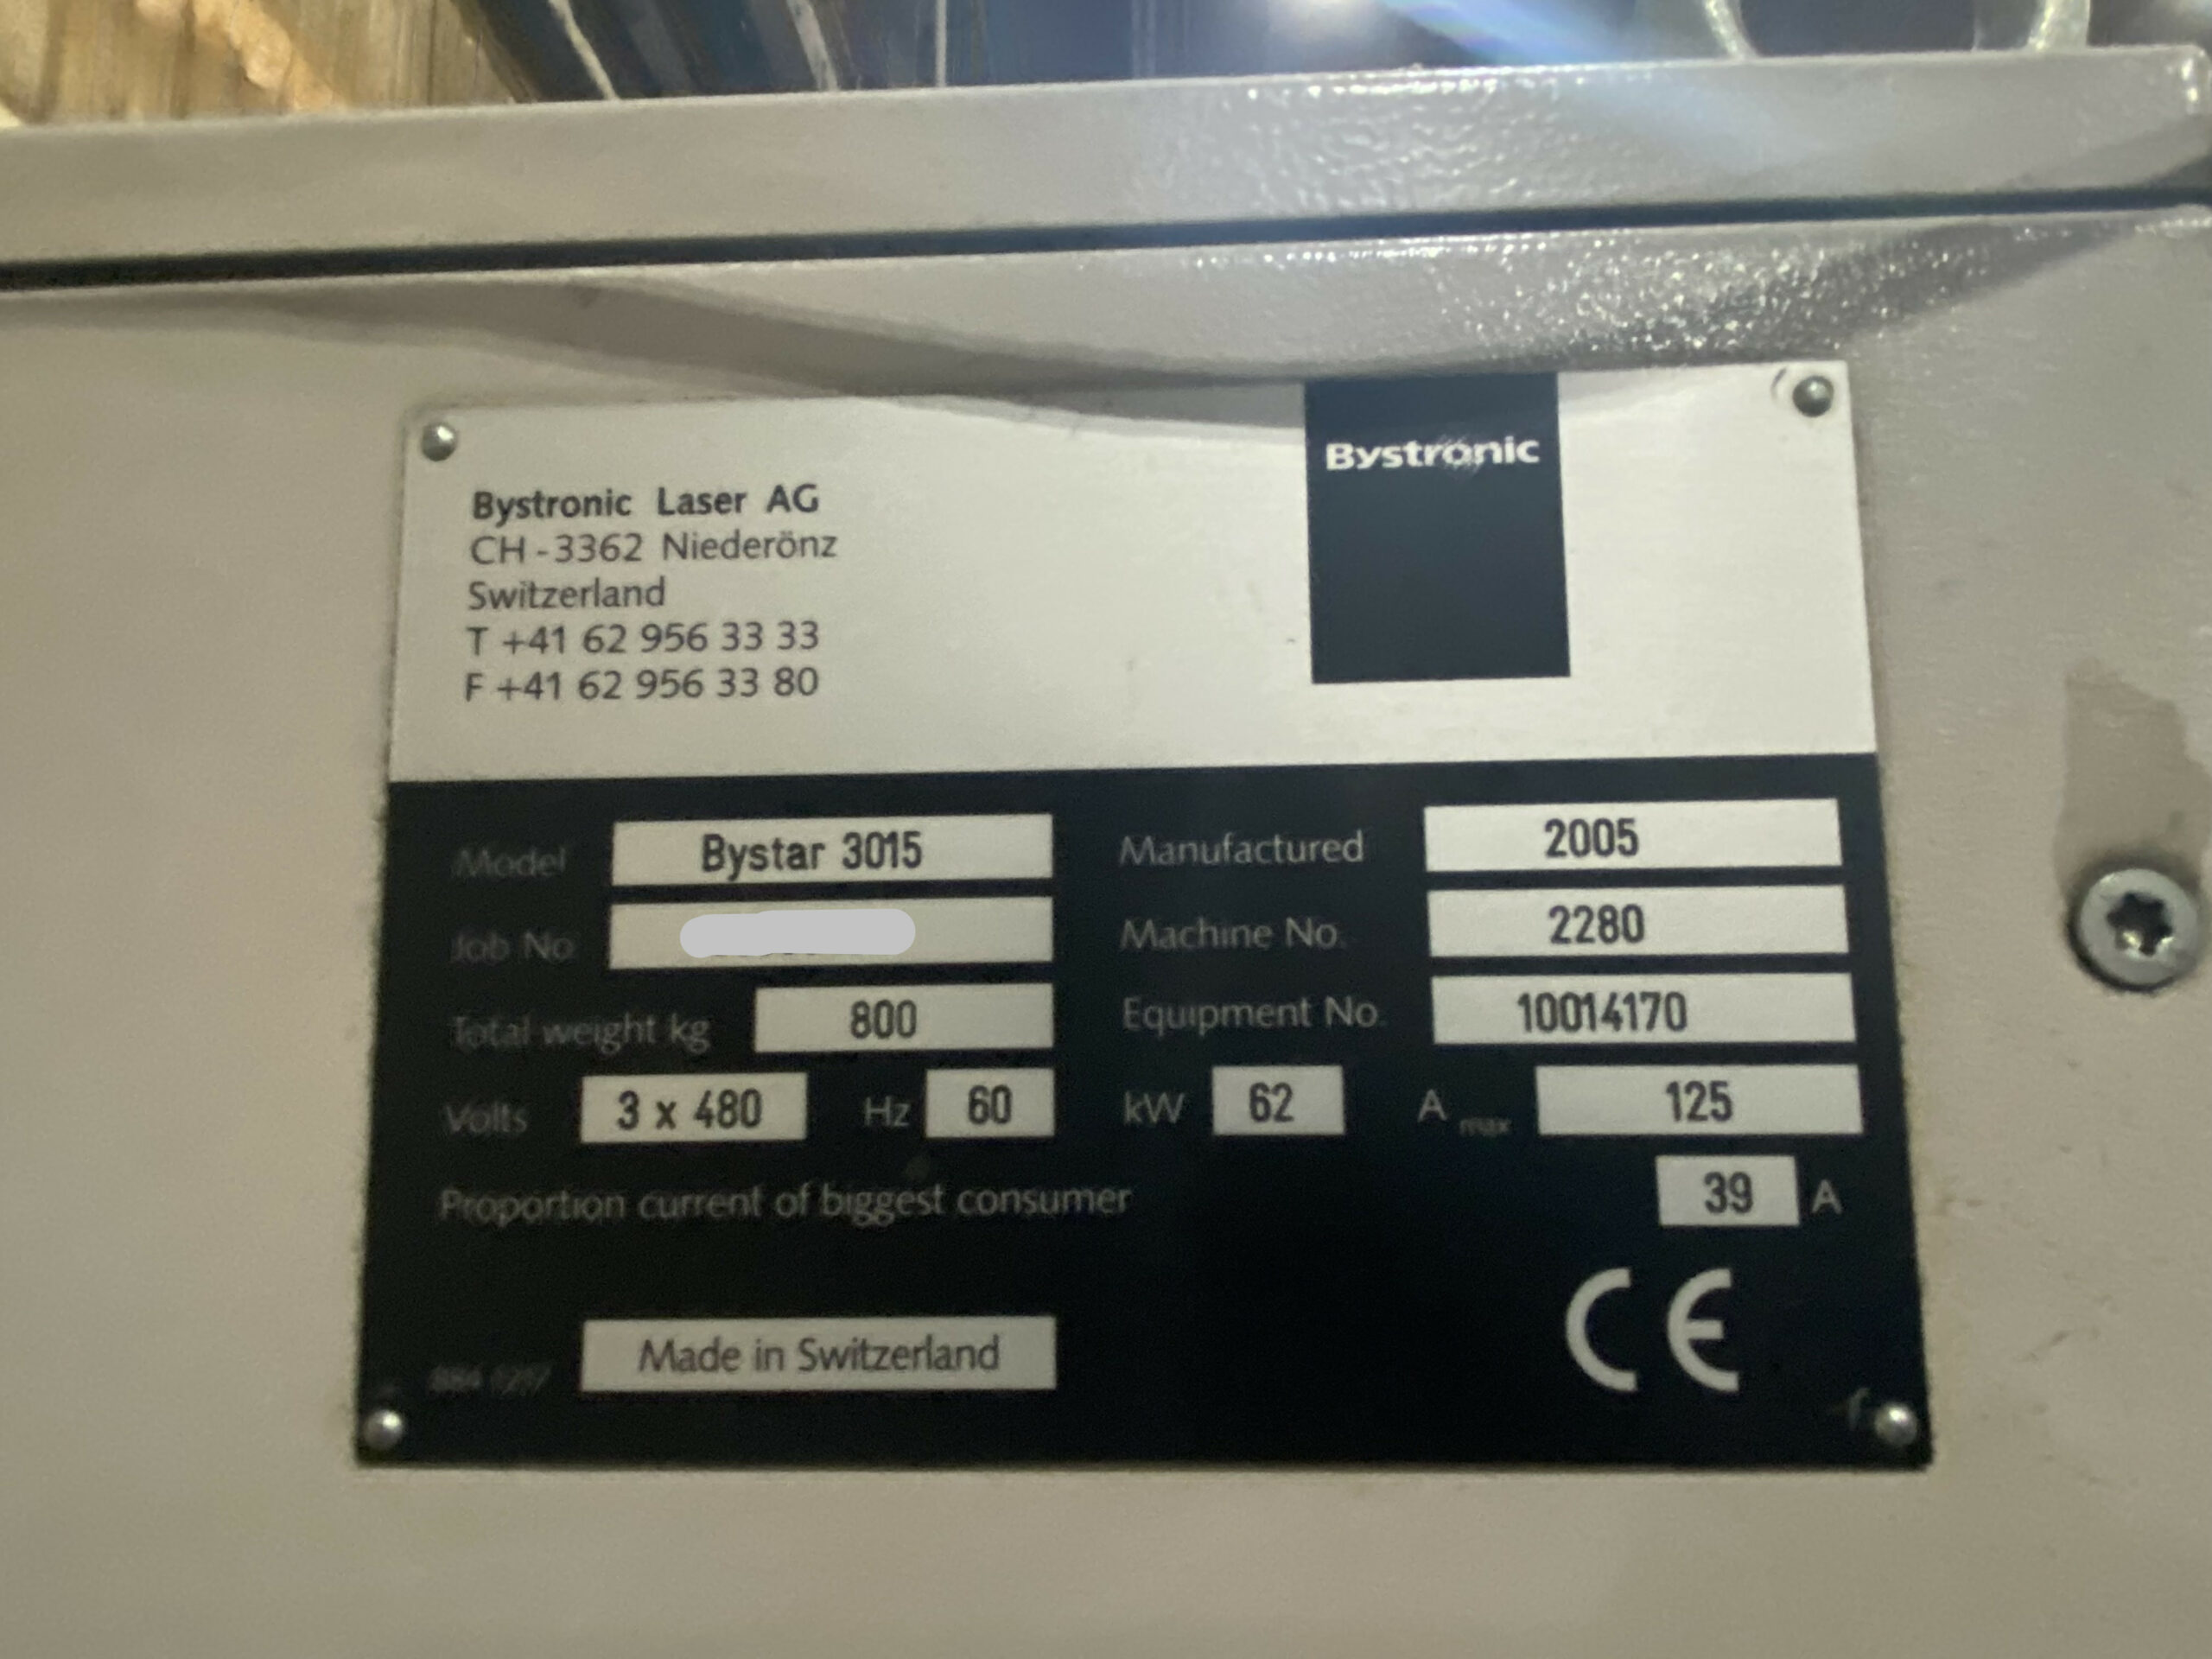 Bystronic
Bystronic Laser AG
CH - 3362 Niederönz
Switzerland
T +41 62 956 33 33
F +41 62 956 33 80
Model Bystar 3015 Manufactured 2005
Job No. Machine No. 2280
Total weight kg 800 Equipment No. 10014170
Volts 3 x 480 Hz 60 kW 62 A max 125
Proportion current of biggest consumer 39 A
Made in Switzerland
CE